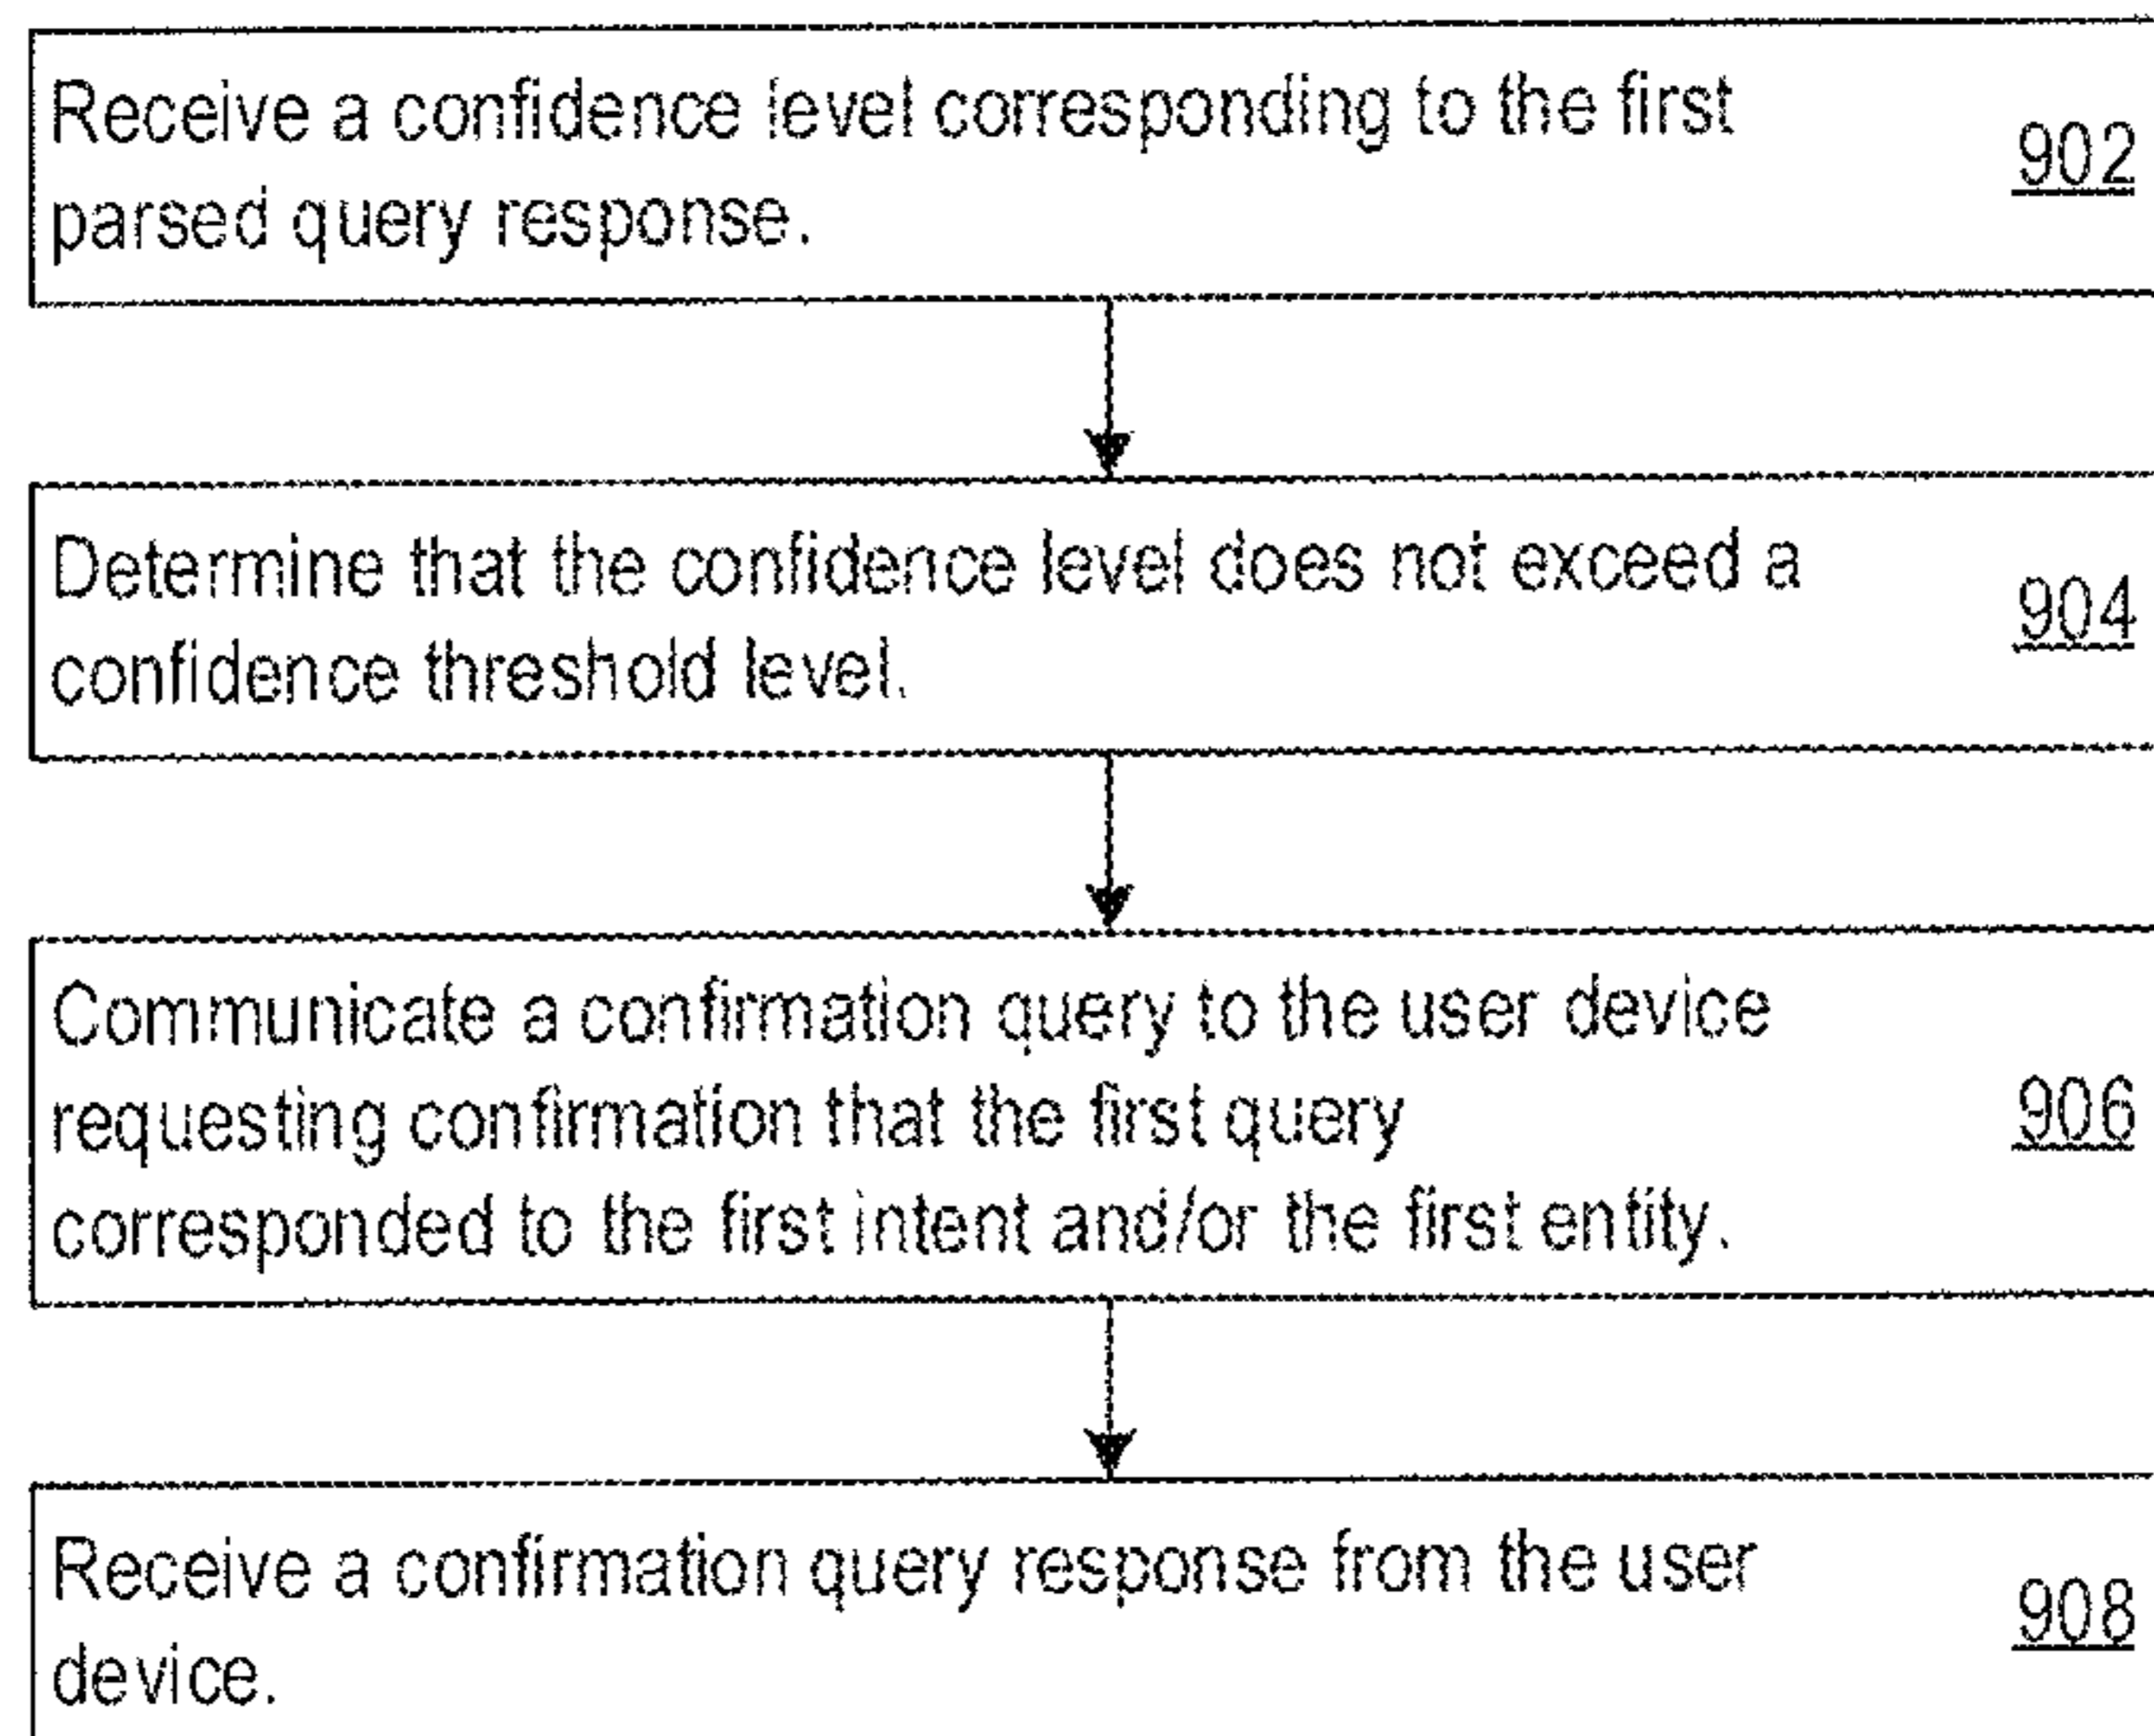 Receive a confidence level corresponding to the first
parsed query response.
902
Determine that the confidence level does not exceed a
confidence threshold level.
904
Communicate a confirmation query to the user device
requesting confirmation that the first query
corresponded to the first intent and/or the first entity.
906
Receive a confirmation query response from the user
device.
908